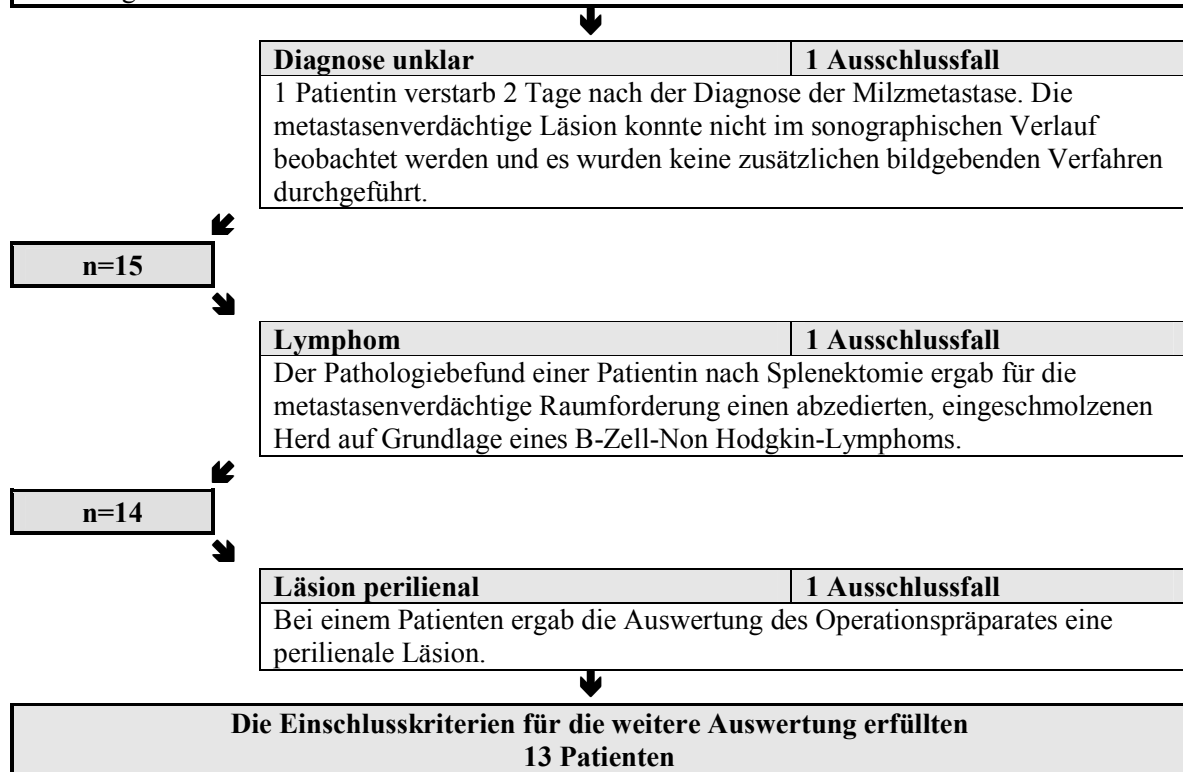 Diagnose unklar 1 Ausschlussfall
1 Patientin verstarb 2 Tage nach der Diagnose der Milzmetastase. Die
metastasenverdächtige Läsion konnte nicht im sonographischen Verlauf
beobachtet werden und es wurden keine zusätzlichen bildgebenden Verfahren
durchgeführt.
n=15
Lymphom 1 Ausschlussfall
Der Pathologiebefund einer Patientin nach Splenektomie ergab für die
metastasenverdächtige Raumforderung einen abzedierten, eingeschmolzenen
Herd auf Grundlage eines B-Zell-Non Hodgkin-Lymphoms.
n=14
Läsion perilienal 1 Ausschlussfall
Bei einem Patienten ergab die Auswertung des Operationspräparates eine
perilienale Läsion.
Die Einschlusskriterien für die weitere Auswertung erfüllten
13 Patienten